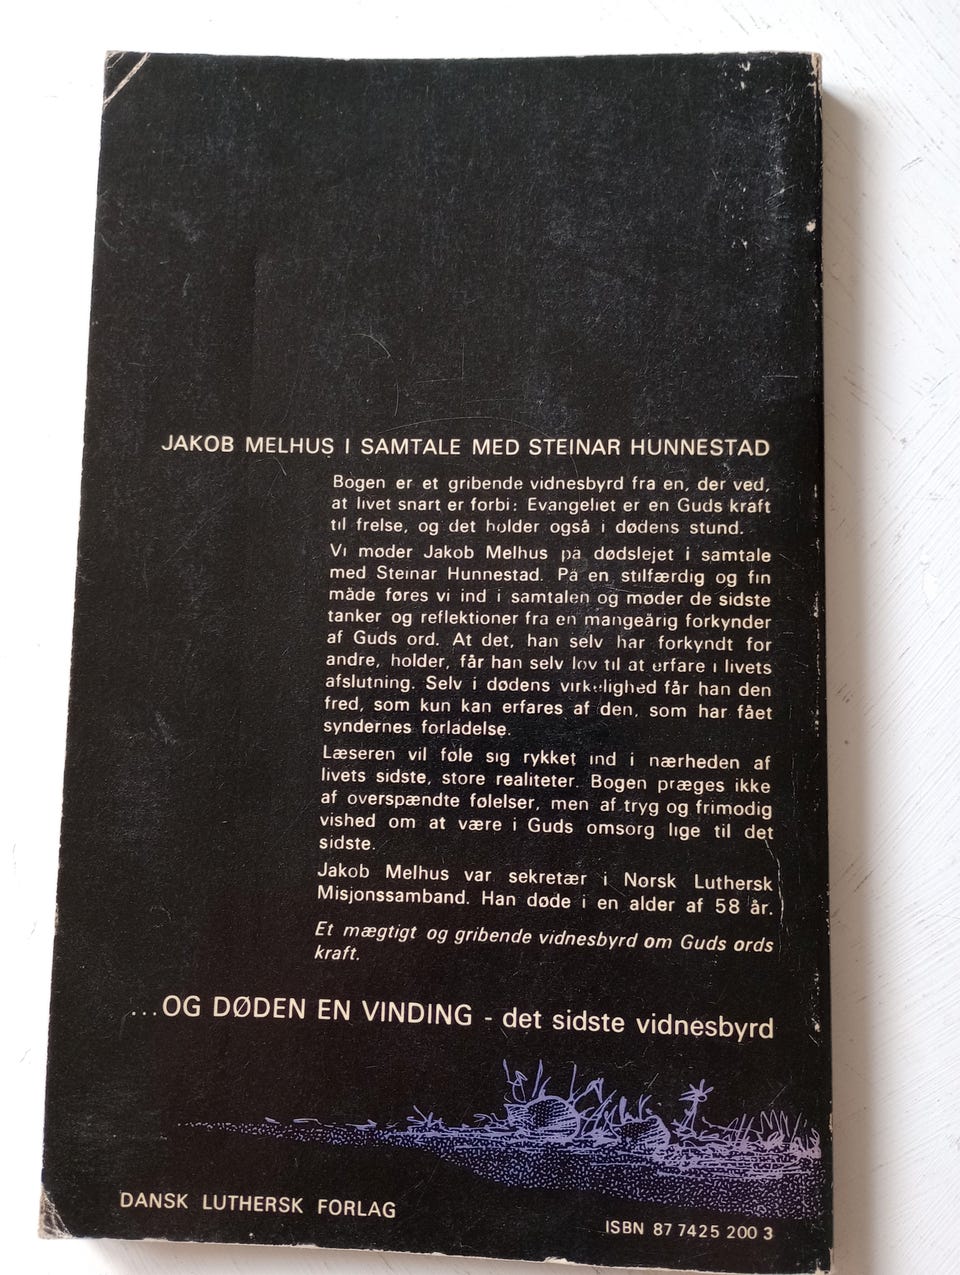 JAKOB MELHUS I SAMTALE MED STEINAR HUNNESTAD
Bogen er et gribende vidnesbyrd fra en, der ved,
at livet snart er forbi: Evangeliet er en Guds kraft
til frelse, og det holder også i dødens stund.
Vi møder Jakob Melhus på dødslejet i samtale
med Steinar Hunnestad. På en stilfærdig og fin
måde føres vi ind i samtalen og møder de sidste
tanker og reflektioner fra en mangeårig forkynder
af Guds ord. At det, han selv har forkyndt for
andre, holder, får han selv lov til at erfare i livets
afslutning. Selv i dødens virkelighed får han den
fred, som kun kan erfares af den, som har fået
syndernes forladelse.
Læseren vil føle sig rykket ind i nærheden af
livets sidste, store realiteter. Bogen præges ikke
af overspændte følelser, men af tryg og frimodig
vished om at være i Guds omsorg lige til det
sidste.
Jakob Melhus var sekretær i Norsk Luthersk
Misjonssamband. Han døde i en alder af 58 år.
Et mægtigt og gribende vidnesbyrd om Guds ords
kraft.
...OG DØDEN EN VINDING - det sidste vidnesbyrd
DANSK LUTHERSK FORLAG
ISBN 87 7425 200 3